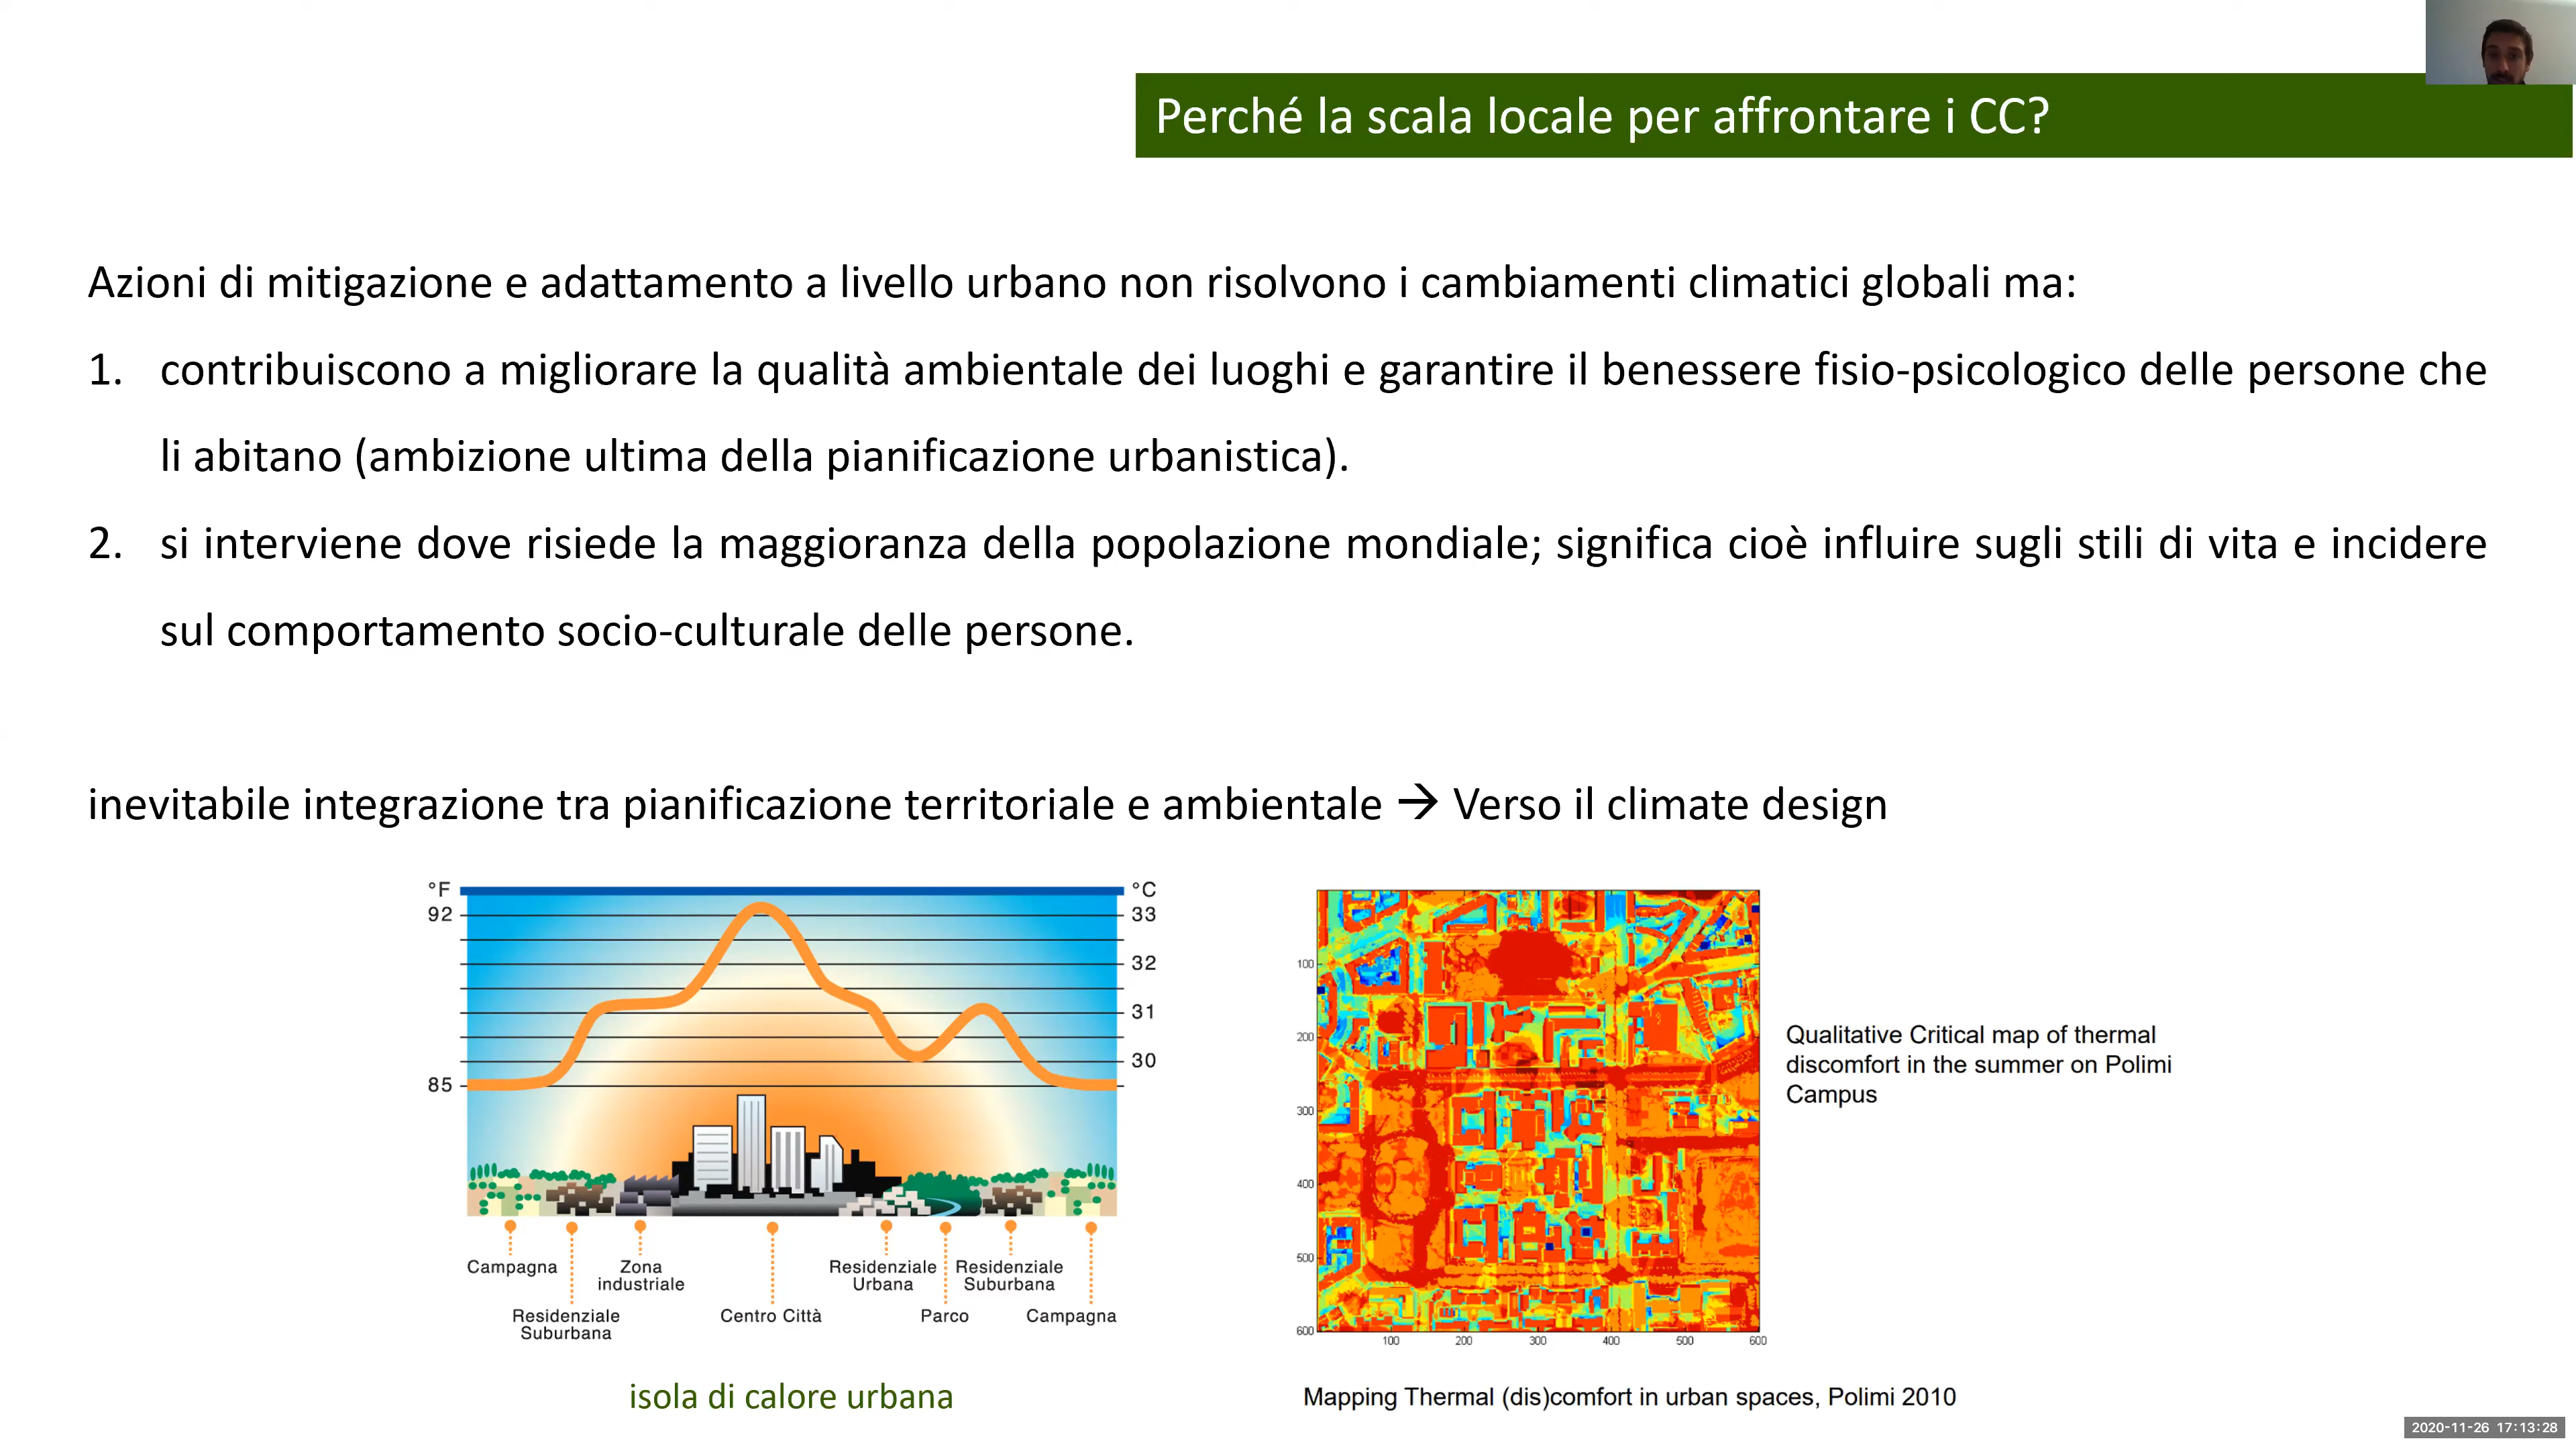 Perché la scala locale per affrontare i CC?
Azioni di mitigazione e adattamento a livello urbano non risolvono i cambiamenti climatici globali ma:
1. contribuiscono a migliorare la qualità ambientale dei luoghi e garantire il benessere fisio-psicologico delle persone che
li abitano (ambizione ultima della pianificazione urbanistica).
2. si interviene dove risiede la maggioranza della popolazione mondiale; significa cioè influire sugli stili di vita e incidere
sul comportamento socio-culturale delle persone.
inevitabile integrazione tra pianificazione territoriale e ambientale → Verso il climate design
°F
92
85
°C
33
32
31
30
Campagna
Residenziale
Suburbana
Zona
industriale
Centro Città
Residenziale
Urbana
Parco
Residenziale
Suburbana
Campagna
isola di calore urbana
100
200
300
400
500
600
100 200 300 400 500 600
Qualitative Critical map of thermal
discomfort in the summer on Polimi
Campus
Mapping Thermal (dis)comfort in urban spaces, Polimi 2010
2020-11-26 17:13:28